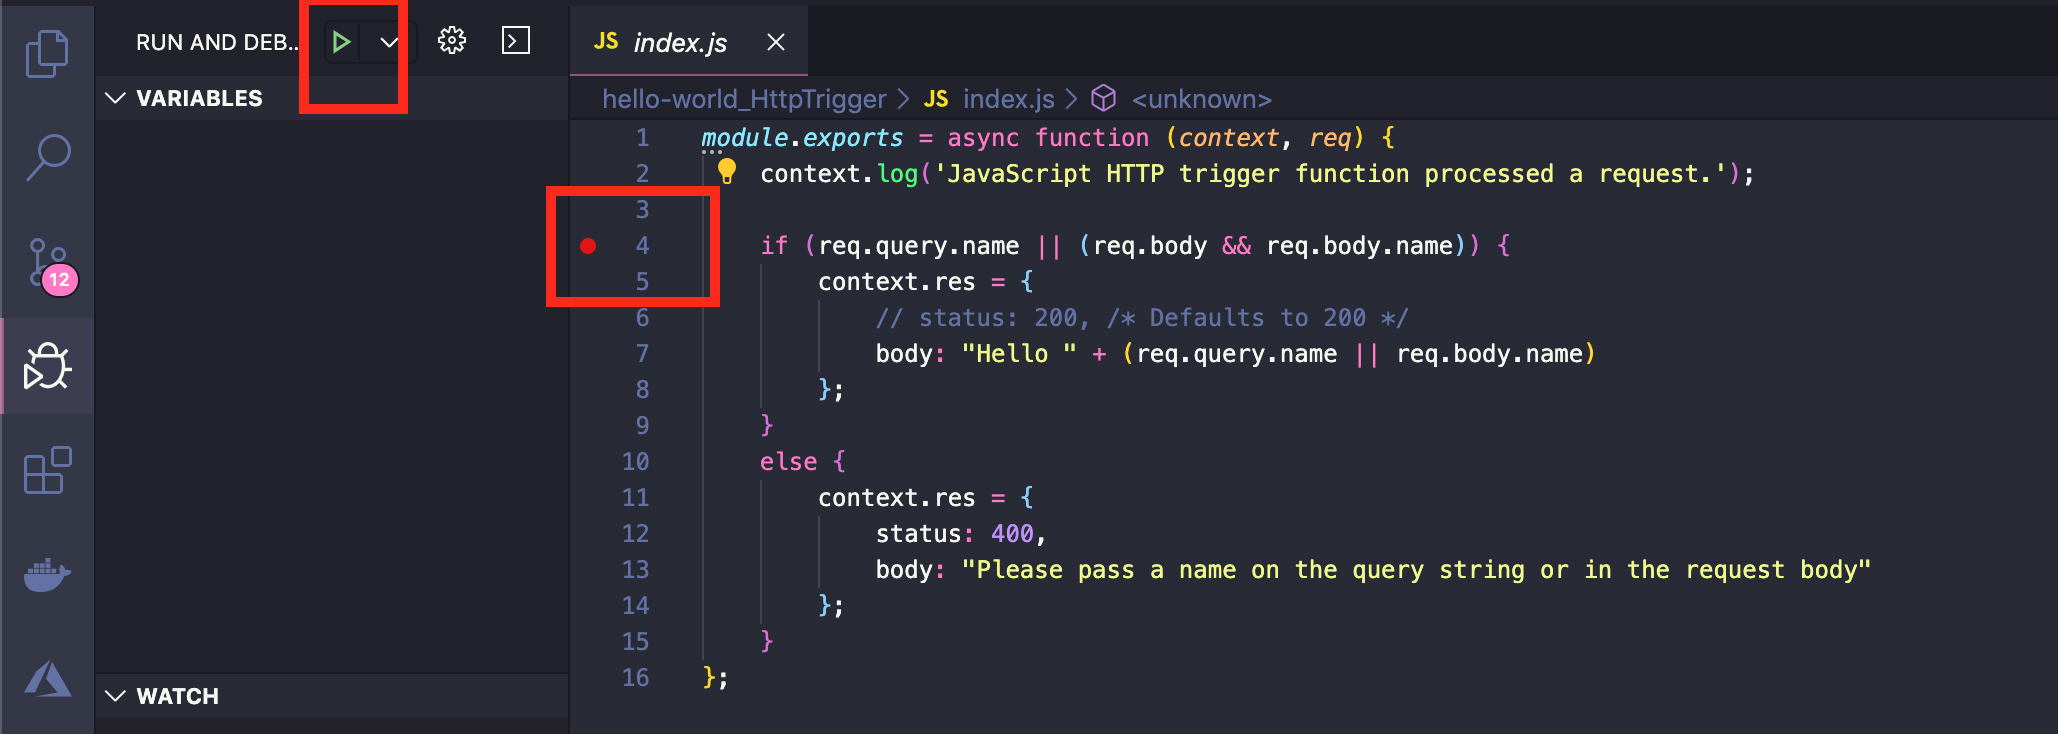 RUN AND DEB..
VARIABLES
12
WATCH
JS index.js
hello-world_HttpTrigger > JS index.js > <unknown>
1 module.exports = async function (context, req) {
2     context.log('JavaScript HTTP trigger function processed a request.');
3
4     if (req.query.name || (req.body && req.body.name)) {
5         context.res = {
6             // status: 200, /* Defaults to 200 */
7             body: "Hello " + (req.query.name || req.body.name)
8         };
9     }
10     else {
11         context.res = {
12             status: 400,
13             body: "Please pass a name on the query string or in the request body"
14         };
15     }
16 };